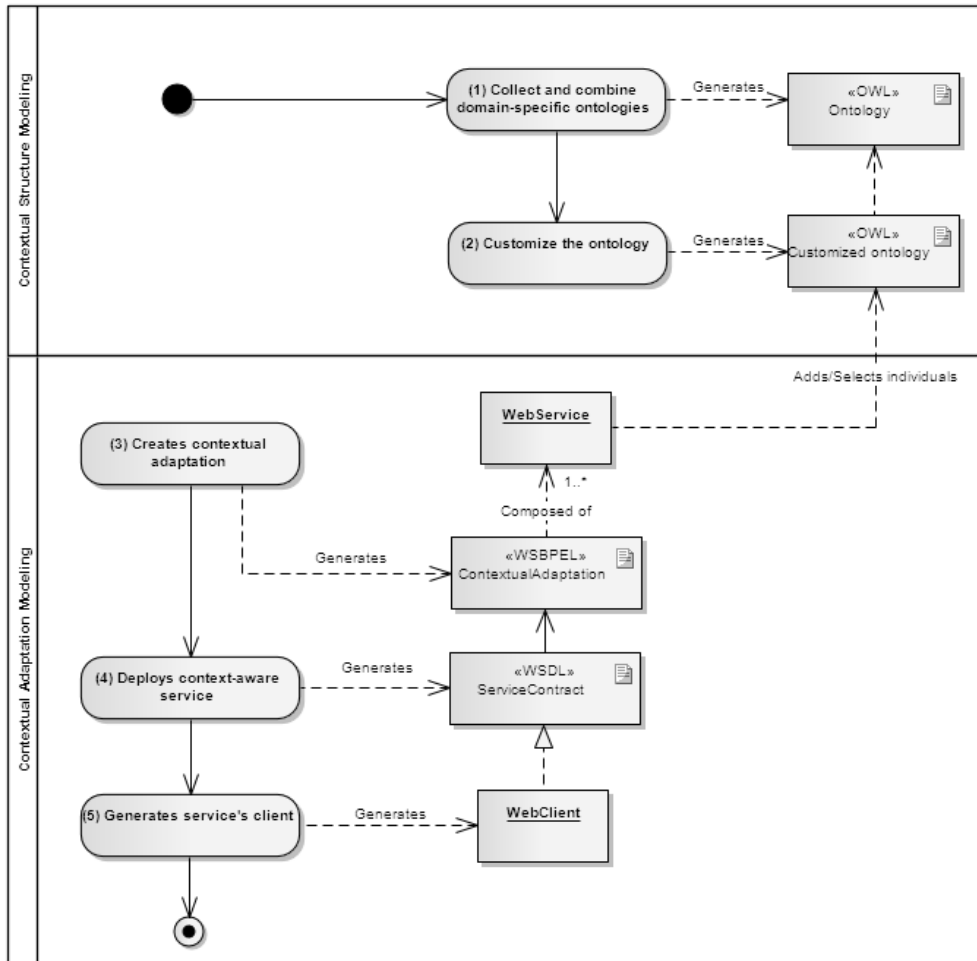 Contextual Structure Modeling
(1) Collect and combine
domain-specific ontologies
Generates
«OWL»
Ontology
(2) Customize the ontology
Generates
«OWL»
Customized ontology
Contextual Adaptation Modeling
Adds/Selects individuals
WebService
(3) Creates contextual
adaptation
1..*
Composed of
Generates
«WSBPEL»
ContextualAdaptation
(4) Deploys context-aware
service
Generates
«WSDL»
ServiceContract
(5) Generates service's client
Generates
WebClient